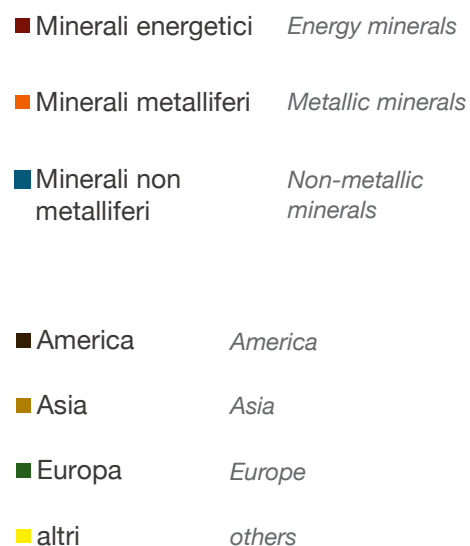 Minerali energetici Energy minerals
Minerali metalliferi Metallic minerals
Minerali non Non-metallic
metalliferi minerals
America America
Asia Asia
Europa Europe
altri others